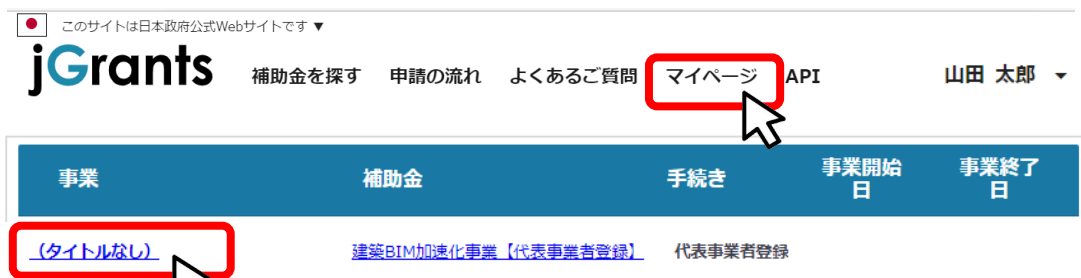 このサイトは日本政府公式Webサイトです ▼
jGrants 補助金を探す 申請の流れ よくあるご質問 マイページ API 山田 太郎 ▼
事業 補助金 手続き 事業開始日 事業終了日
（タイトルなし） 建築BIM加速化事業【代表事業者登録】 代表事業者登録